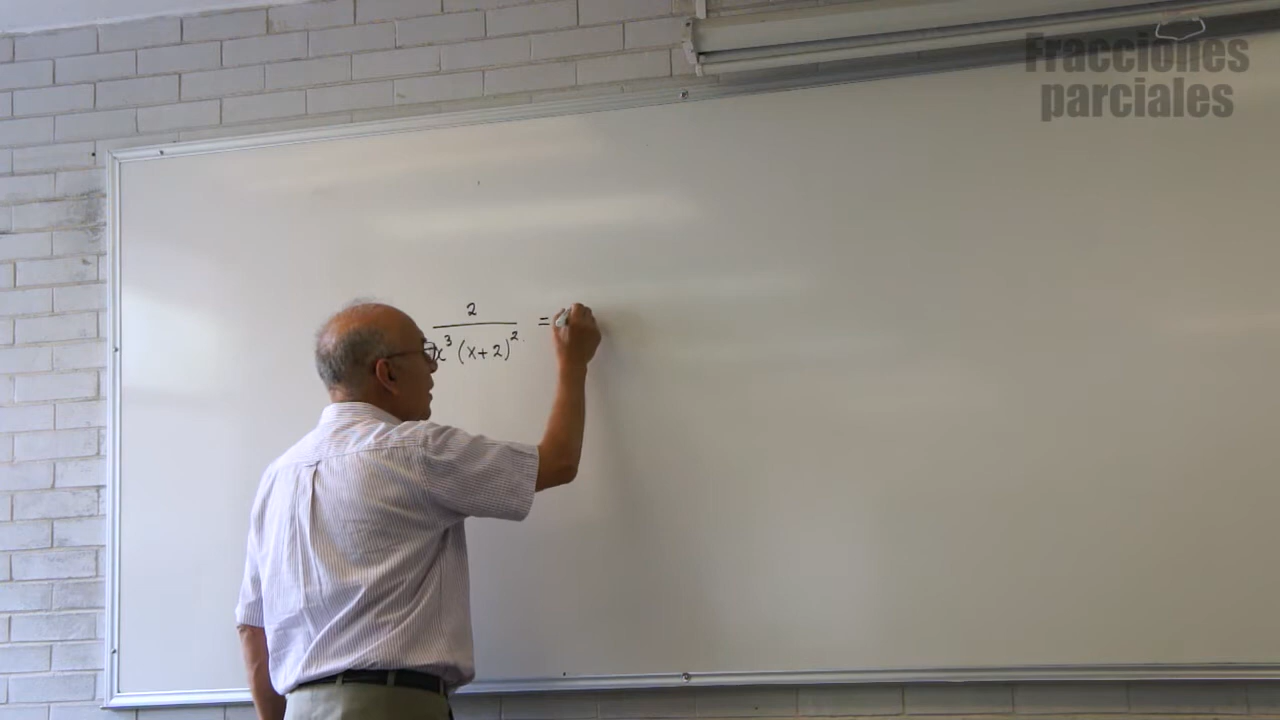 Fracciones
parciales
2
x³ (x+2)² =